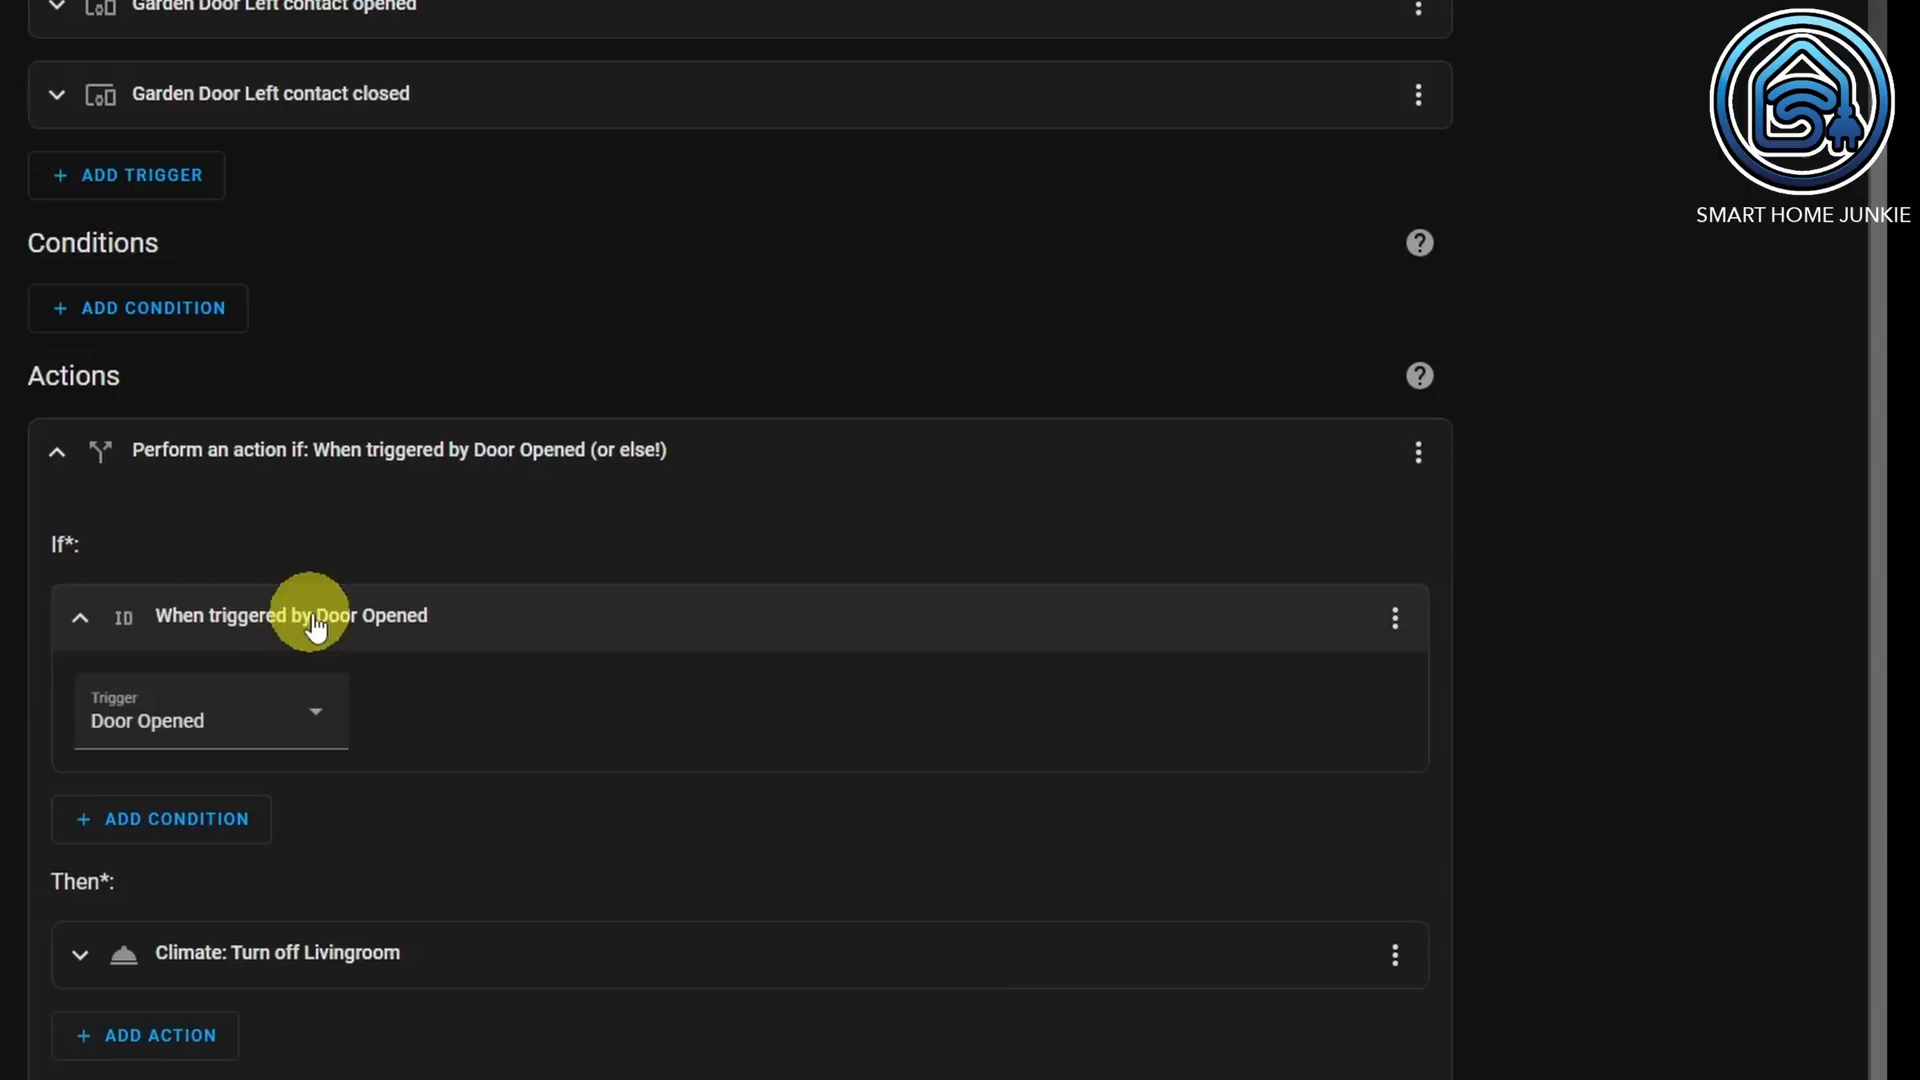 Garden Door Left contact opened
Garden Door Left contact closed
+ ADD TRIGGER
Conditions
+ ADD CONDITION
Actions
Perform an action if: When triggered by Door Opened (or else!)
If*:
ID When triggered by Door Opened
Trigger
Door Opened
+ ADD CONDITION
Then*:
Climate: Turn off Livingroom
+ ADD ACTION
SMART HOME JUNKIE